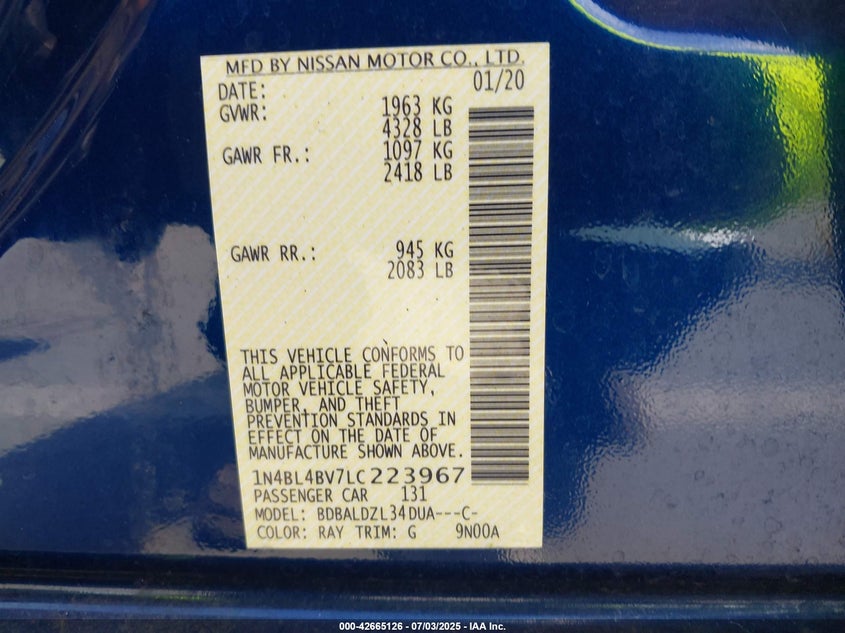 MFD BY NISSAN MOTOR CO., LTD.
DATE: 01/20
GVWR: 1963 KG
4328 LB
GAWR FR.: 1097 KG
2418 LB
GAWR RR.: 945 KG
2083 LB
THIS VEHICLE CONFORMS TO
ALL APPLICABLE FEDERAL
MOTOR VEHICLE SAFETY,
BUMPER, AND THEFT
PREVENTION STANDARDS IN
EFFECT ON THE DATE OF
MANUFACTURE SHOWN ABOVE.
1N4BL4BV7LC223967
PASSENGER CAR 131
MODEL: BDBALDZL34DUA---C-
COLOR: RAY TRIM: G 9N00A
000-42665126 - 07/03/2025 - IAA Inc.